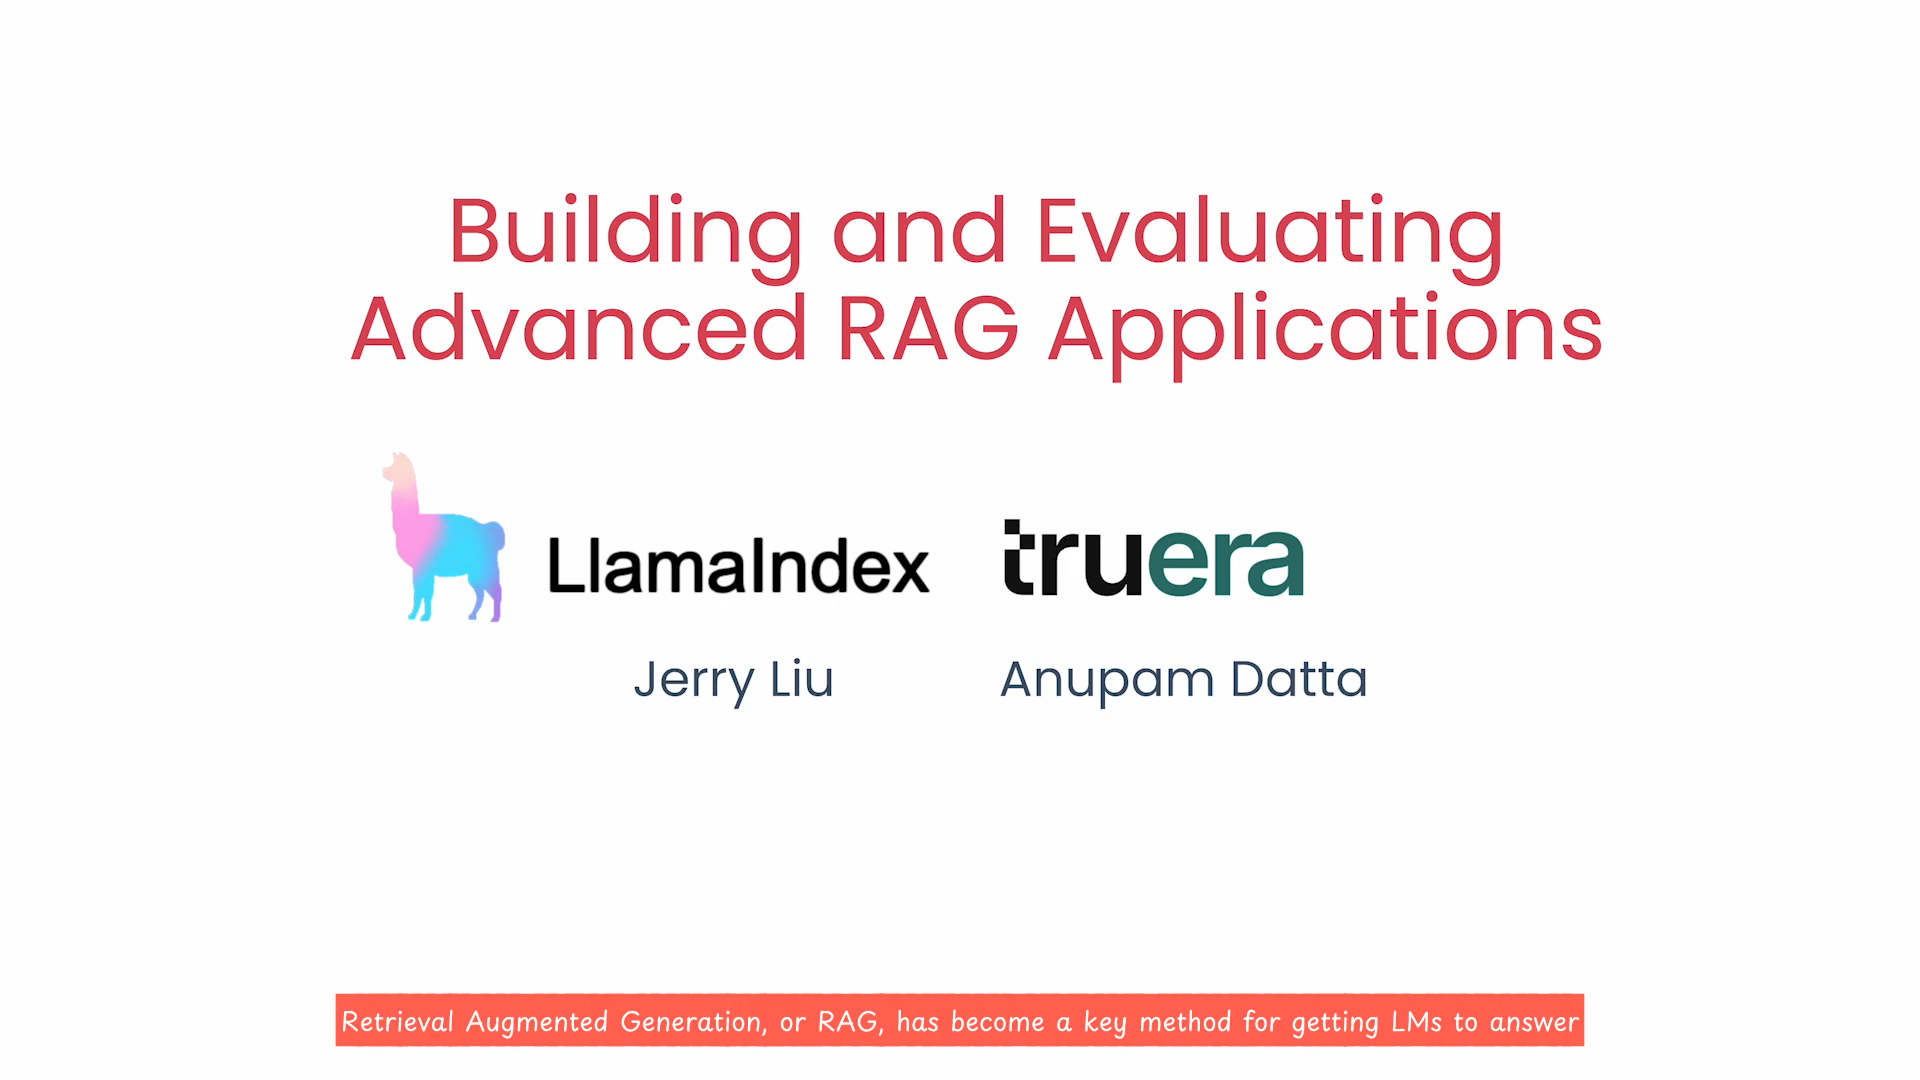 Building and Evaluating
Advanced RAG Applications
LlamaIndex
truera
Jerry Liu
Anupam Datta
Retrieval Augmented Generation, or RAG, has become a key method for getting LMs to answer